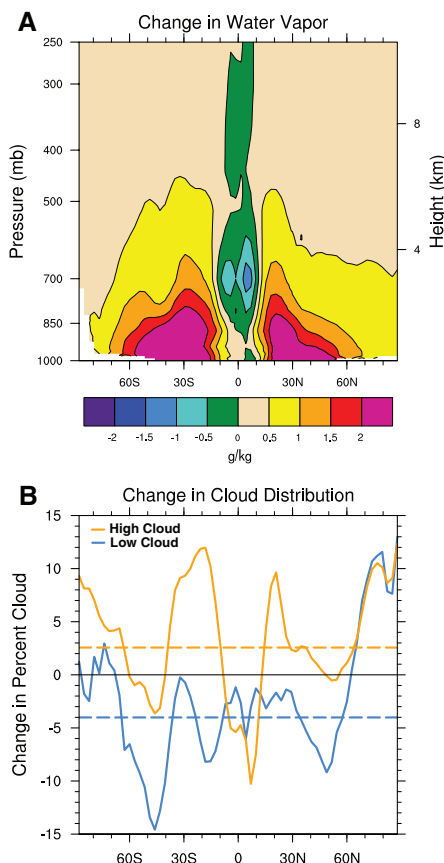 A Change in Water Vapor
250
300
400
500
700
850
1000
Pressure (mb)
8
4
Height (km)
60S 30S 0 30N 60N
-2 -1.5 -1 -0.5 0 0.5 1 1.5 2
g/kg
B Change in Cloud Distribution
High Cloud
Low Cloud
15
10
5
0
-5
-10
-15
Change in Percent Cloud
60S 30S 0 30N 60N